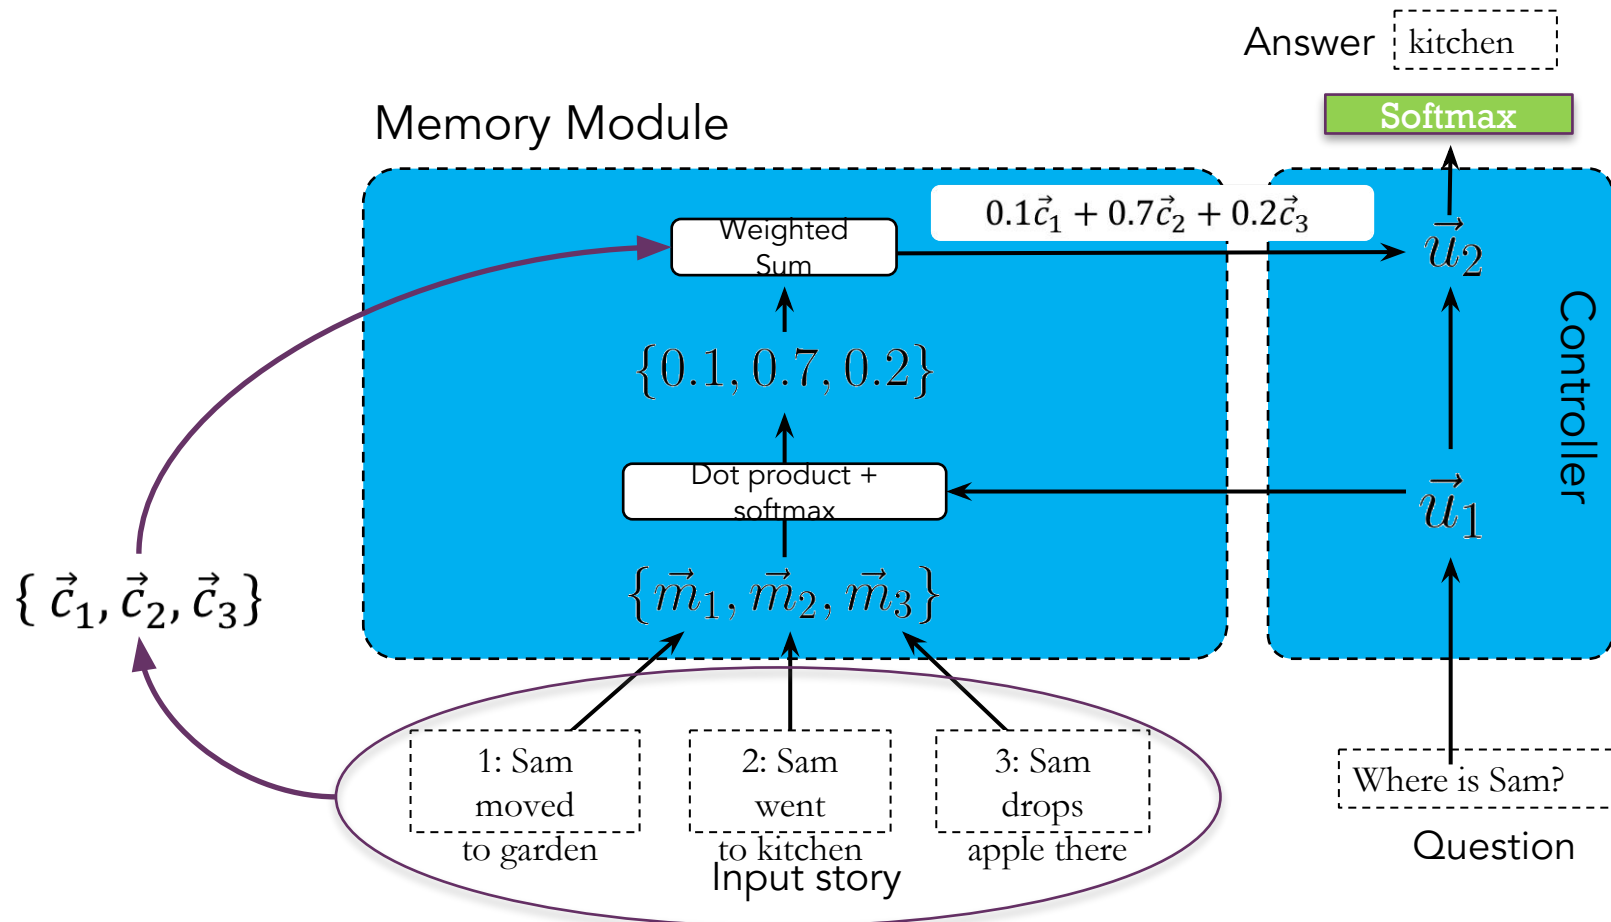 Answer kitchen
Softmax
Memory Module
Weighted
Sum
0.1c⃗₁ + 0.7c⃗₂ + 0.2c⃗₃
u⃗₂
{0.1, 0.7, 0.2}
Controller
Dot product +
softmax
u⃗₁
{ c⃗₁, c⃗₂, c⃗₃}
{m⃗₁, m⃗₂, m⃗₃}
1: Sam
moved
to garden
2: Sam
went
to kitchen
3: Sam
drops
apple there
Where is Sam?
Question
Input story